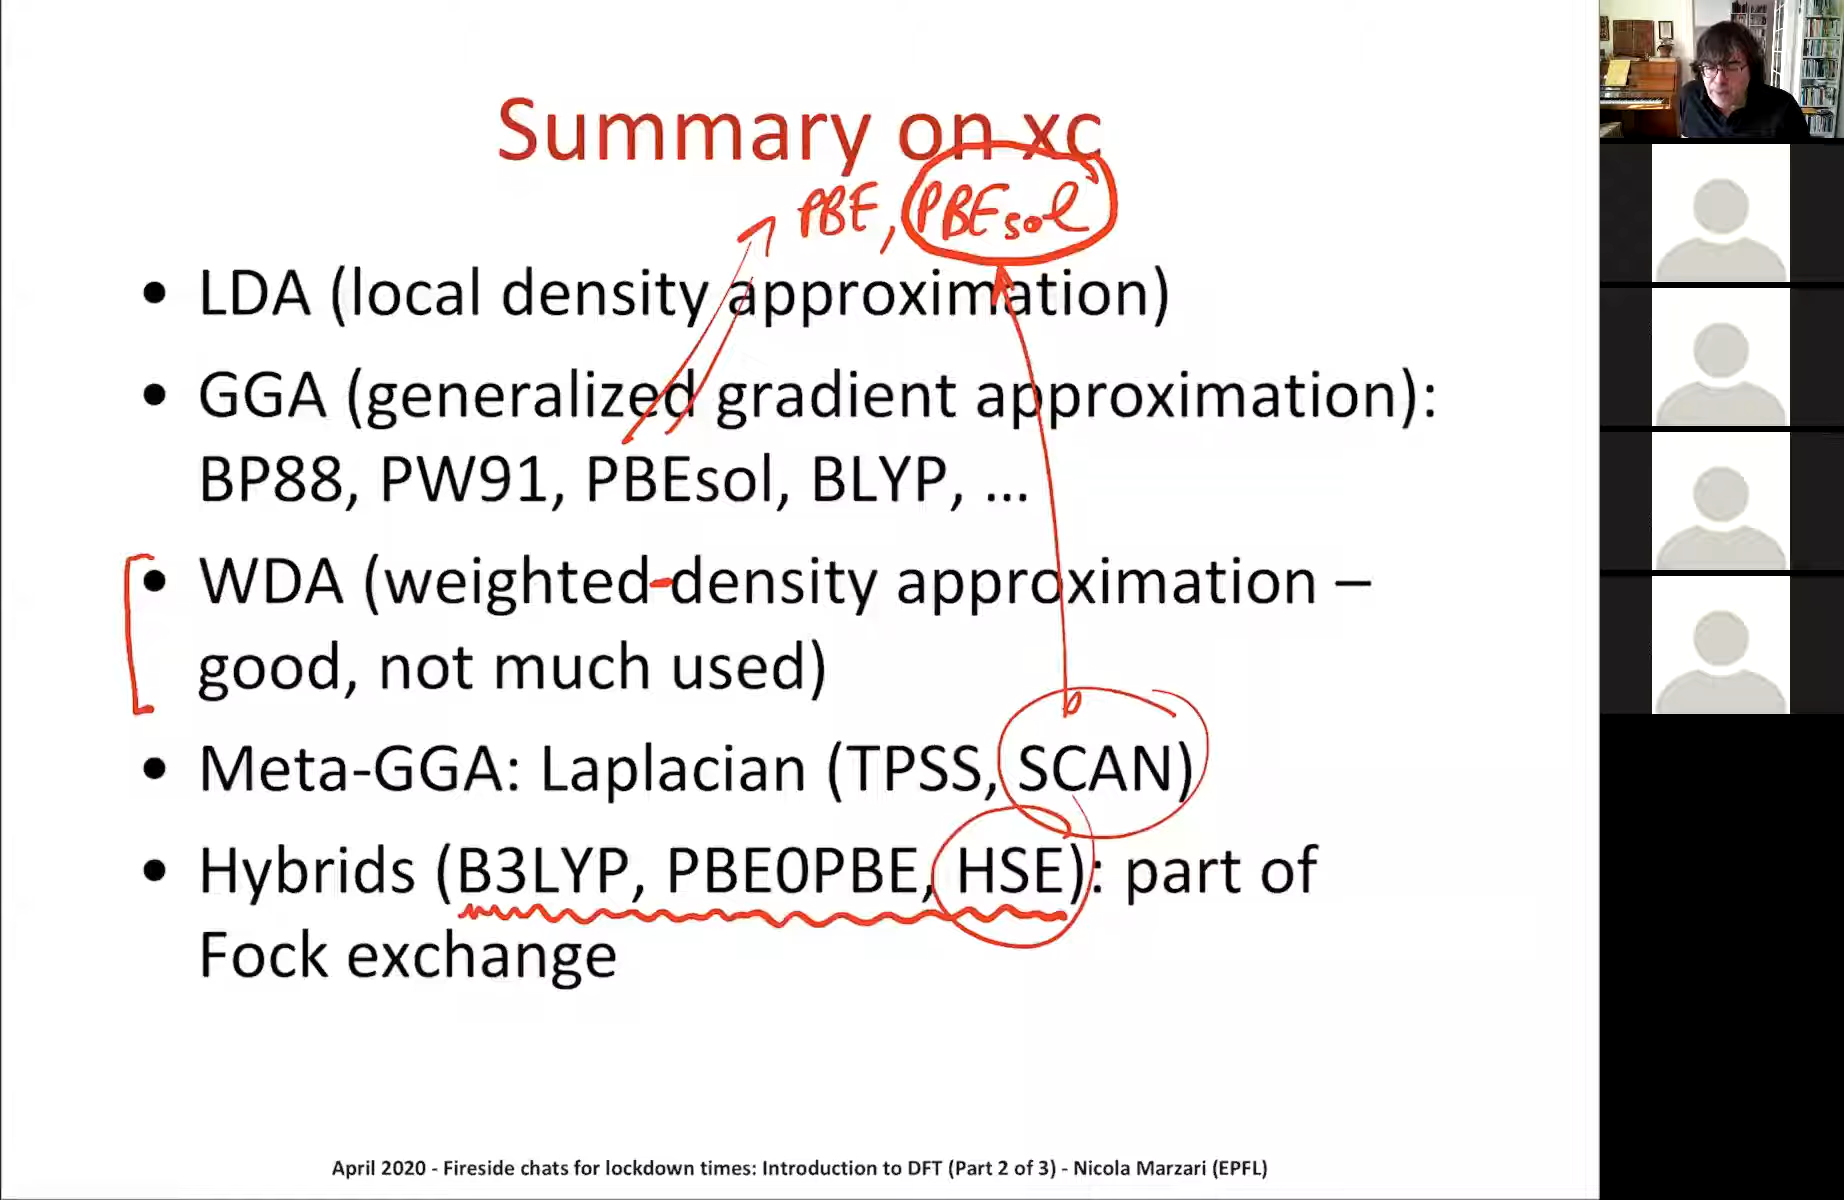 Summary on xc
PBE, PBEsol
• LDA (local density approximation)
• GGA (generalized gradient approximation):
BP88, PW91, PBEsol, BLYP, ...
• WDA (weighted-density approximation –
good, not much used)
• Meta-GGA: Laplacian (TPSS, SCAN)
• Hybrids (B3LYP, PBE0PBE, HSE): part of
Fock exchange
April 2020 - Fireside chats for lockdown times: Introduction to DFT (Part 2 of 3) - Nicola Marzari (EPFL)